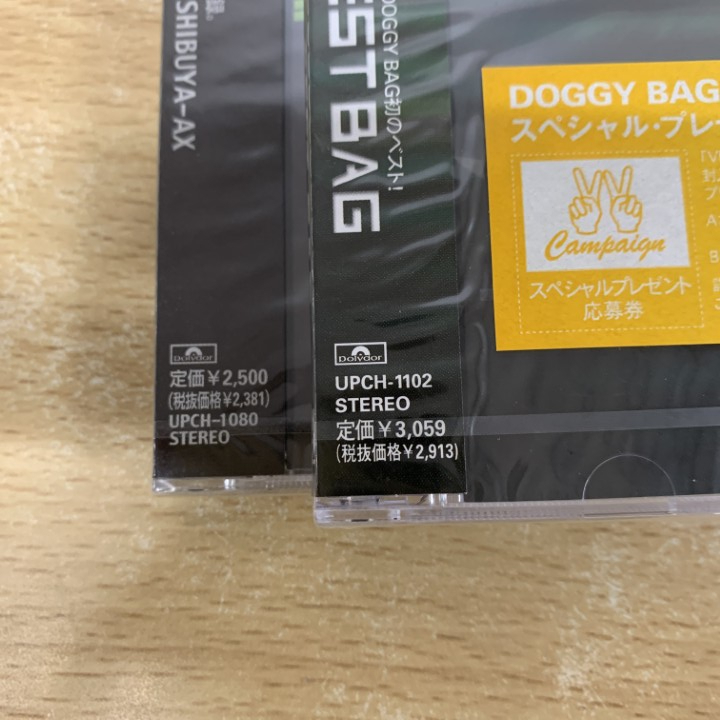 録。
SHIBUYA-AX
Polydor
定価¥2,500
(税抜価格¥2,381)
UPCH-1080
STEREO
DOGGY BAG初のベスト!
EST BAG
Polydor
UPCH-1102
STEREO
定価¥3,059
(税抜価格¥2,913)
DOGGY BAG
スペシャル・プレ
Campaign
スペシャルプレゼント
応募券
「V
封
プ
A
B